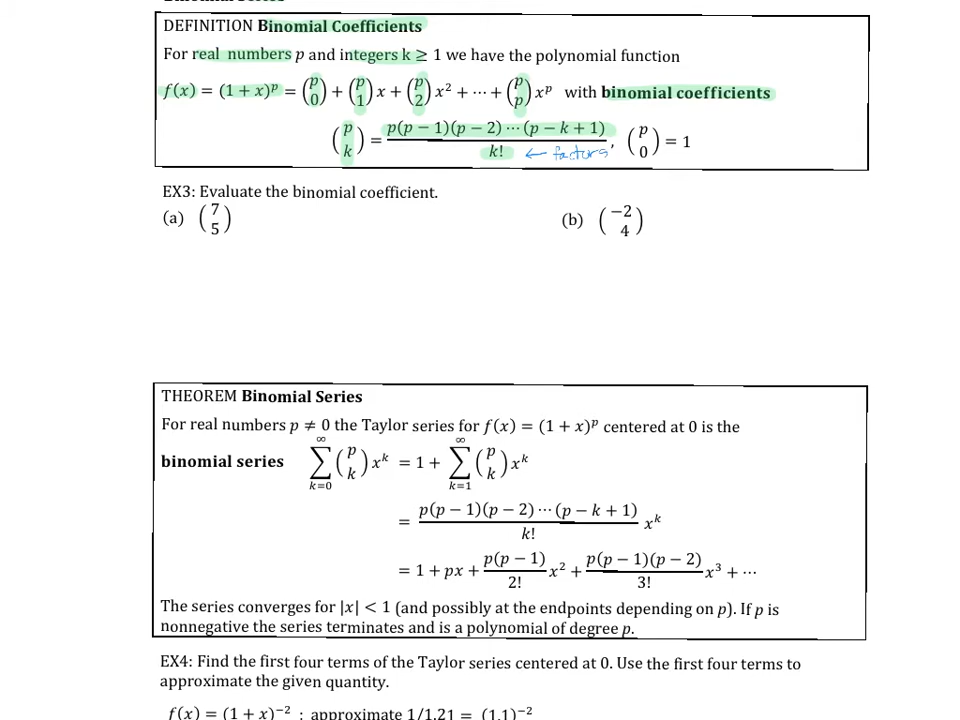 DEFINITION Binomial Coefficients
For real numbers p and integers k ≥ 1 we have the polynomial function
f(x) = (1 + x)^p = (p 0) + (p 1) x + (p 2) x² + ⋯ + (p p) x^p with binomial coefficients
(p k) = p(p − 1)(p − 2) ⋯ (p − k + 1) / k!, (p 0) = 1
← factors
EX3: Evaluate the binomial coefficient.
(a) (7 5) (b) (−2 4)
THEOREM Binomial Series
For real numbers p ≠ 0 the Taylor series for f(x) = (1 + x)^p centered at 0 is the
binomial series ∑_{k=0}^{∞} (p k) x^k = 1 + ∑_{k=1}^{∞} (p k) x^k
= p(p − 1)(p − 2) ⋯ (p − k + 1) / k! x^k
= 1 + px + p(p − 1)/2! x² + p(p − 1)(p − 2)/3! x³ + ⋯
The series converges for |x| < 1 (and possibly at the endpoints depending on p). If p is
nonnegative the series terminates and is a polynomial of degree p.
EX4: Find the first four terms of the Taylor series centered at 0. Use the first four terms to
approximate the given quantity.
f(x) = (1 + x)^−2 ; approximate 1/1.21 = (1.1)^−2